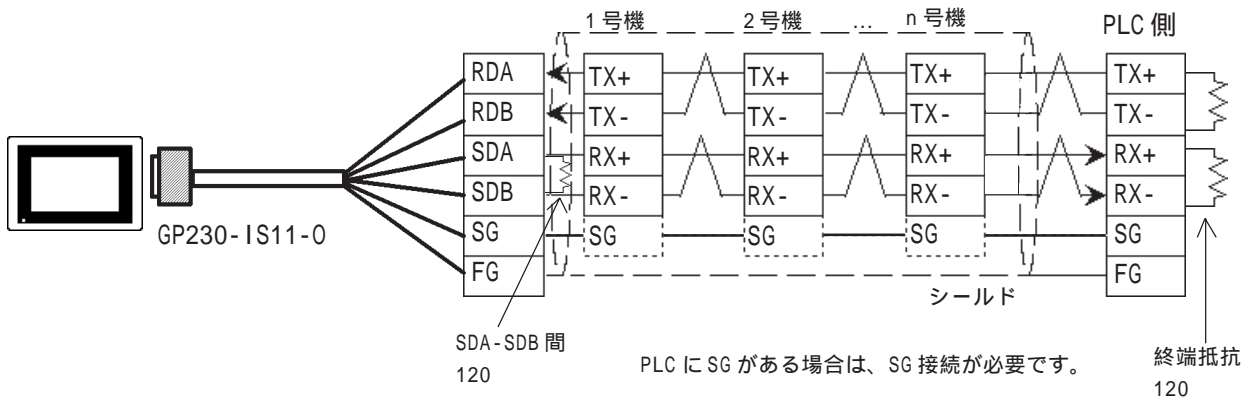 1号機 2号機 … n号機 PLC側
RDA TX+ TX+ TX+ TX+
RDB TX- TX- TX- TX-
SDA RX+ RX+ RX+ RX+
SDB RX- RX- RX- RX-
SG SG SG SG SG
FG FG
GP230-IS11-O
シールド
SDA-SDB間
120
PLCにSGがある場合は、SG接続が必要です。
終端抵抗
120